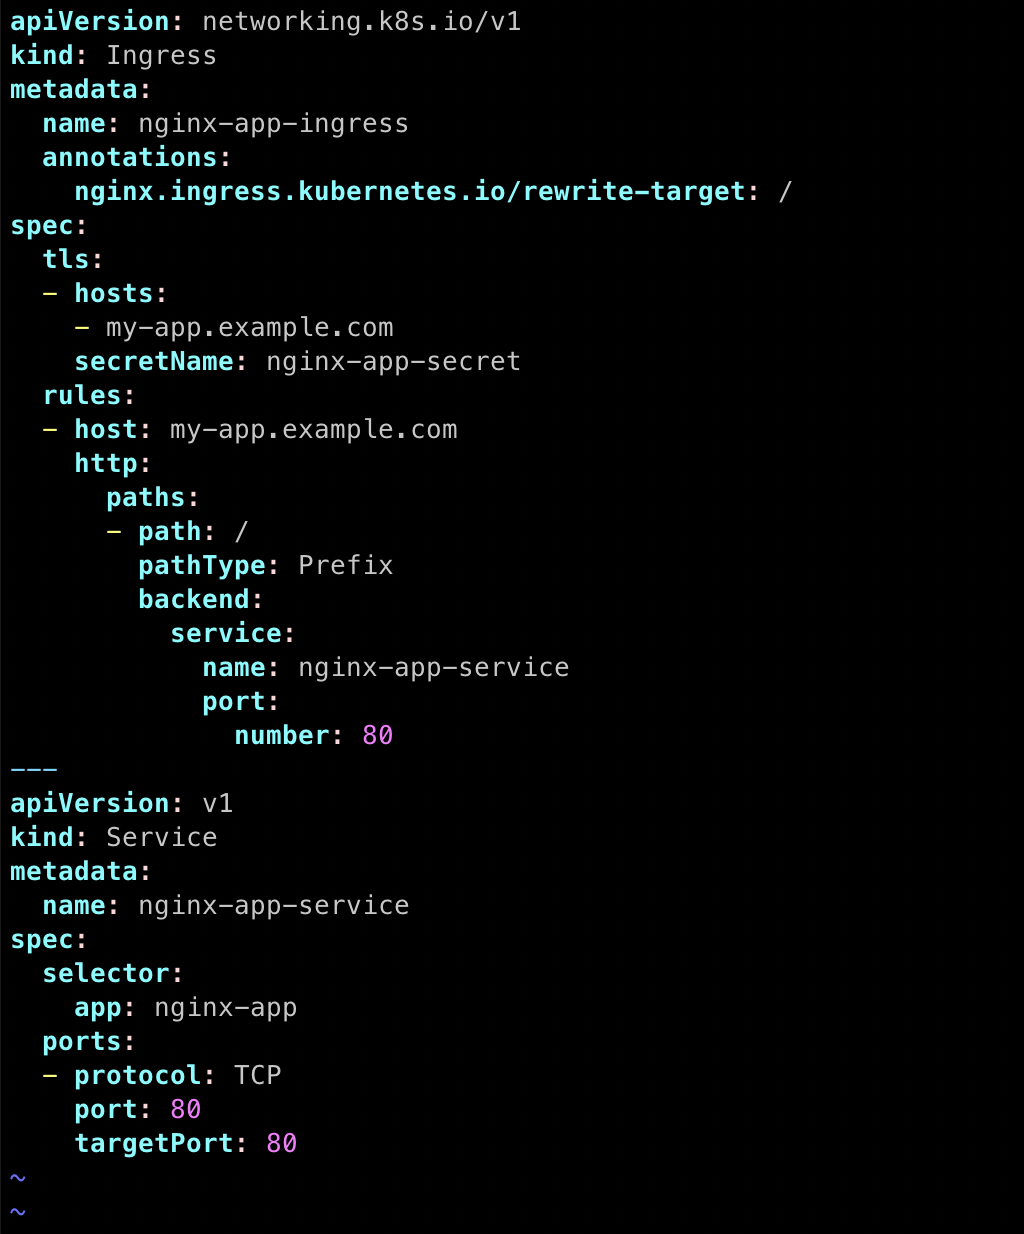 apiVersion: networking.k8s.io/v1
kind: Ingress
metadata:
  name: nginx-app-ingress
  annotations:
    nginx.ingress.kubernetes.io/rewrite-target: /
spec:
  tls:
  - hosts:
    - my-app.example.com
    secretName: nginx-app-secret
  rules:
  - host: my-app.example.com
    http:
      paths:
      - path: /
        pathType: Prefix
        backend:
          service:
            name: nginx-app-service
            port:
              number: 80
---
apiVersion: v1
kind: Service
metadata:
  name: nginx-app-service
spec:
  selector:
    app: nginx-app
  ports:
  - protocol: TCP
    port: 80
    targetPort: 80
~
~